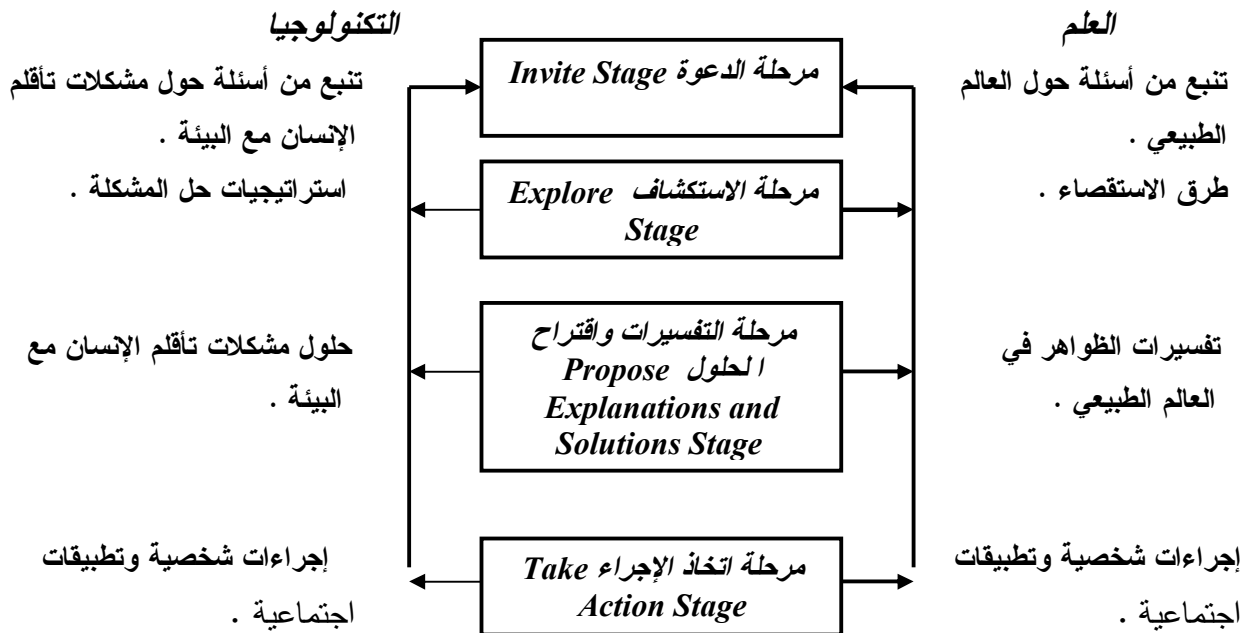 العلم
التكنولوجيا
تنبع من أسئلة حول العالم
الطبيعي .
طرق الاستقصاء .
مرحلة الدعوة Invite Stage
تنبع من أسئلة حول مشكلات تأقلم
الإنسان مع البيئة .
استراتيجيات حل المشكلة .
مرحلة الاستكشاف Explore
Stage
تفسيرات الظواهر في
العالم الطبيعي .
مرحلة التفسيرات واقتراح
الحلول Propose
Explanations and
Solutions Stage
حلول مشكلات تأقلم الإنسان مع
البيئة .
إجراءات شخصية وتطبيقات
اجتماعية .
مرحلة اتخاذ الإجراء Take
Action Stage
إجراءات شخصية وتطبيقات
اجتماعية .